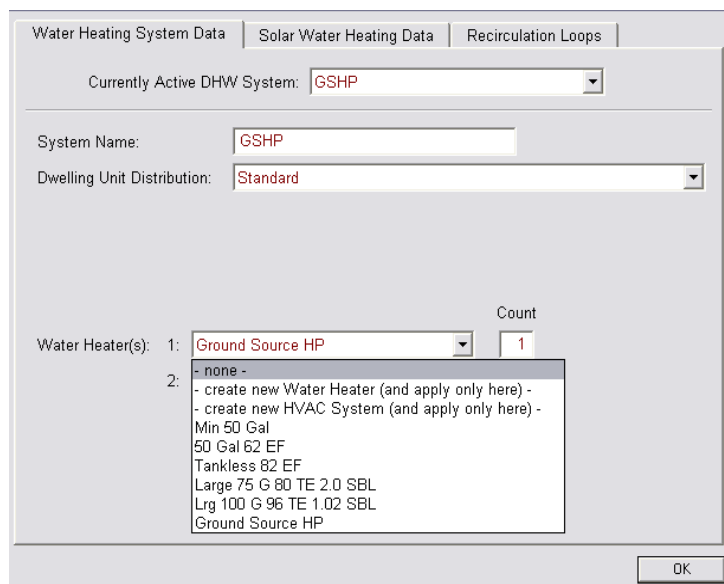 Water Heating System Data Solar Water Heating Data Recirculation Loops
Currently Active DHW System: GSHP
System Name: GSHP
Dwelling Unit Distribution: Standard
Count
Water Heater(s): 1: Ground Source HP 1
2: - none -
- create new Water Heater (and apply only here) -
- create new HVAC System (and apply only here) -
Min 50 Gal
50 Gal 62 EF
Tankless 82 EF
Large 75 G 80 TE 2.0 SBL
Lrg 100 G 96 TE 1.02 SBL
Ground Source HP
OK